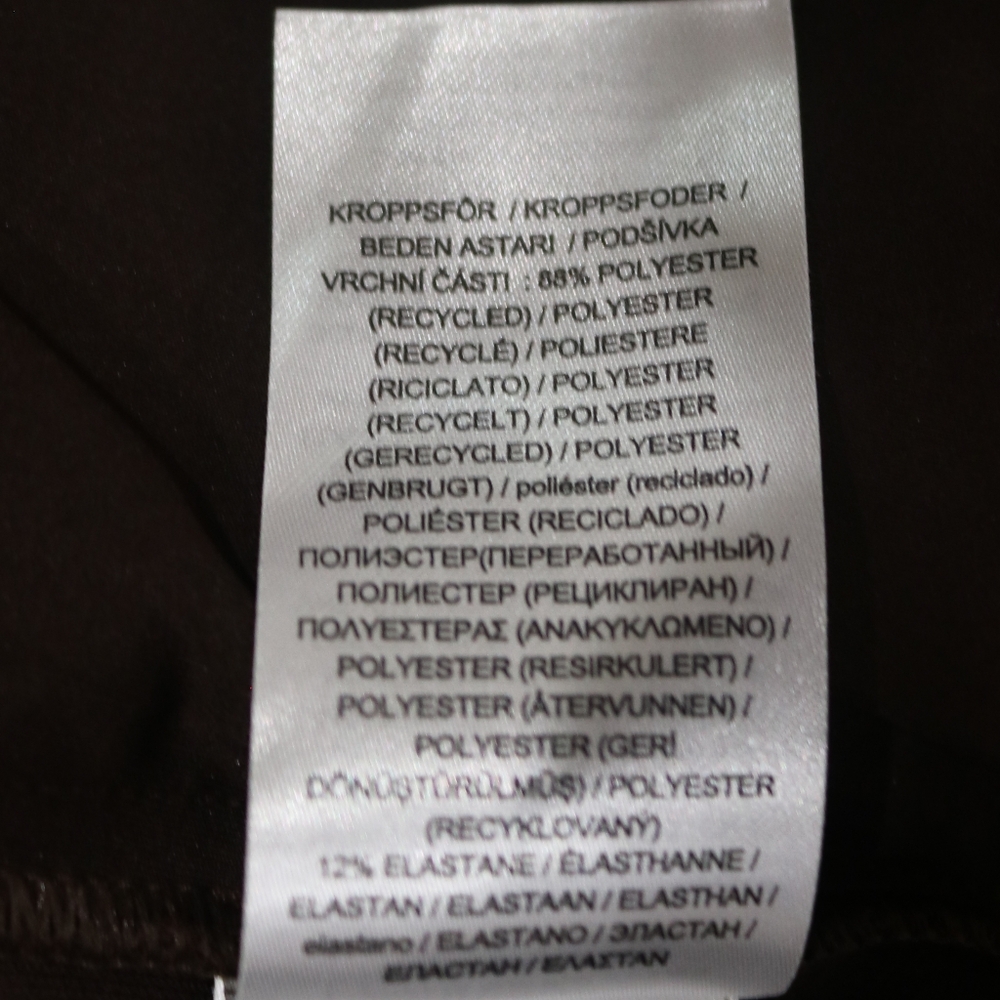 KROPPSFÔR / KROPPSFODER /
BEDEN ASTARI / PODŠÍVKA
VRCHNÍ ČÁSTI : 88% POLYESTER
(RECYCLED) / POLYESTER
(RECYCLÉ) / POLIESTERE
(RICICLATO) / POLYESTER
(RECYCELT) / POLYESTER
(GERECYCLED) / POLYESTER
(GENBRUGT) / poliéster (reciclado) /
POLIÉSTER (RECICLADO) /
ПОЛИЭСТЕР(ПЕРЕРАБОТАННЫЙ) /
ПОЛИЕСТЕР (РЕЦИКЛИРАН) /
ΠΟΛΥΕΣΤΕΡΑΣ (ΑΝΑΚΥΚΛΩΜΕΝΟ) /
POLYESTER (RESIRKULERT) /
POLYESTER (ÅTERVUNNEN) /
POLYESTER (GERİ
DÖNÜŞTÜRÜLMÜŞ) / POLYESTER
(RECYKLOVANÝ)
12% ELASTANE / ÉLASTHANNE /
ELASTAN / ELASTAAN / ELASTHAN /
elastano / ELASTANO / ЭЛАСТАН /
ЕЛАСТАН / ΕΛΑΣΤΑΝ